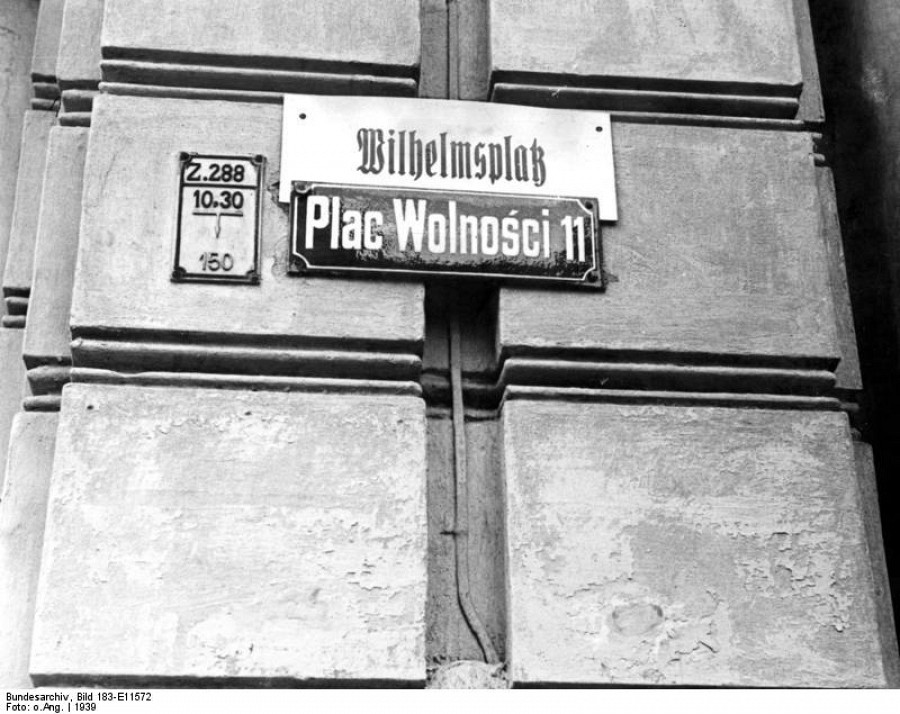 Wilhelmsplatz
Plac Wolności 11
Z.288
10.30
150
Bundesarchiv, Bild 183-E11572
Foto: o.Ang. | 1939